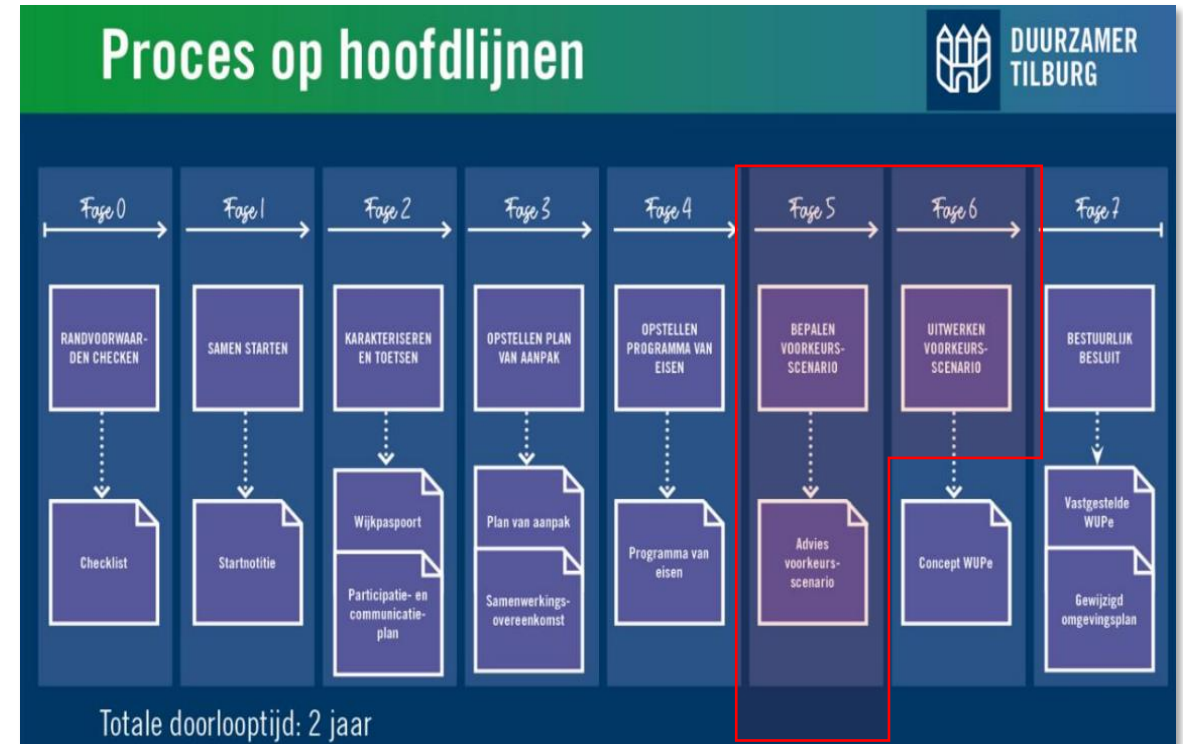 Proces op hoofdlijnen
DUURZAMER
TILBURG
Fase 0
RANDVOORWAAR-
DEN CHECKEN
Checklist
Fase 1
SAMEN STARTEN
Startnotitie
Fase 2
KARAKTERISEREN
EN TOETSEN
Wijkpaspoort
Participatie- en
communicatie-
plan
Fase 3
OPSTELLEN PLAN
VAN AANPAK
Plan van aanpak
Samenwerkings-
overeenkomst
Fase 4
OPSTELLEN
PROGRAMMA VAN
EISEN
Programma van
eisen
Fase 5
BEPALEN
VOORKEURS-
SCENARIO
Advies
voorkeurs-
scenario
Fase 6
UITWERKEN
VOORKEURS-
SCENARIO
Concept WUPe
Fase 7
BESTUURLIJK
BESLUIT
Vastgestelde
WUPe
Gewijzigd
omgevingsplan
Totale doorlooptijd: 2 jaar